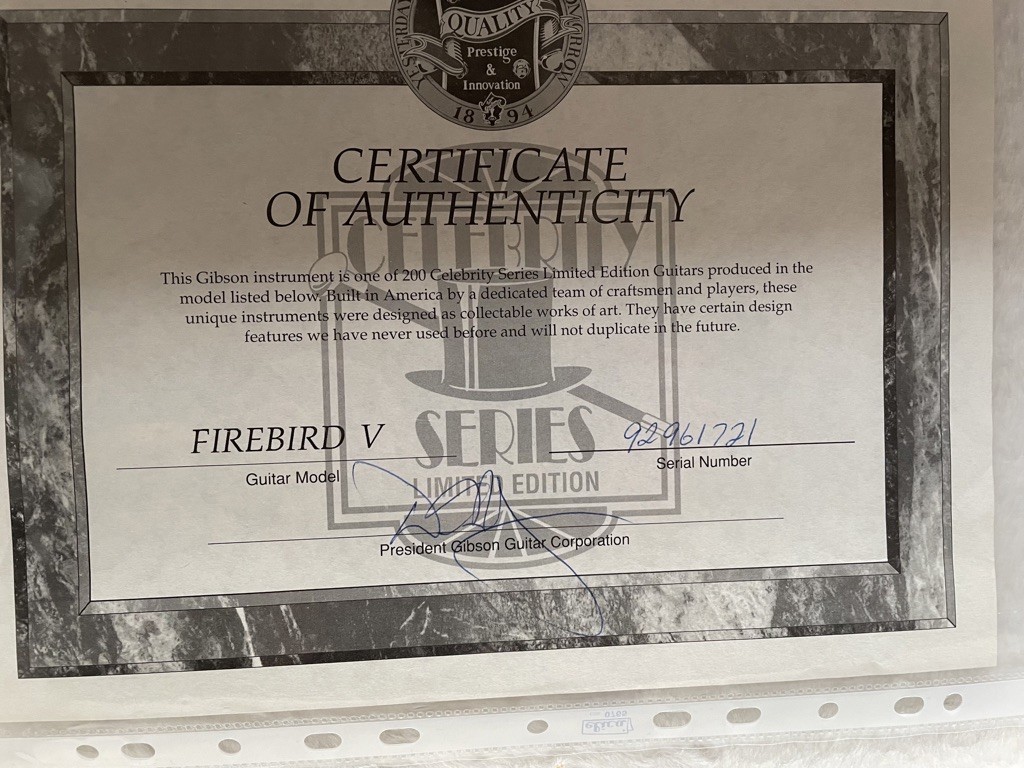 QUALITY
Prestige
&
Innovation
1894
CERTIFICATE
OF AUTHENTICITY
CELEBRITY
This Gibson instrument is one of 200 Celebrity Series Limited Edition Guitars produced in the
model listed below. Built in America by a dedicated team of craftsmen and players, these
unique instruments were designed as collectable works of art. They have certain design
features we have never used before and will not duplicate in the future.
SERIES
LIMITED EDITION
FIREBIRD V
92961721
Guitar Model
Serial Number
President Gibson Guitar Corporation